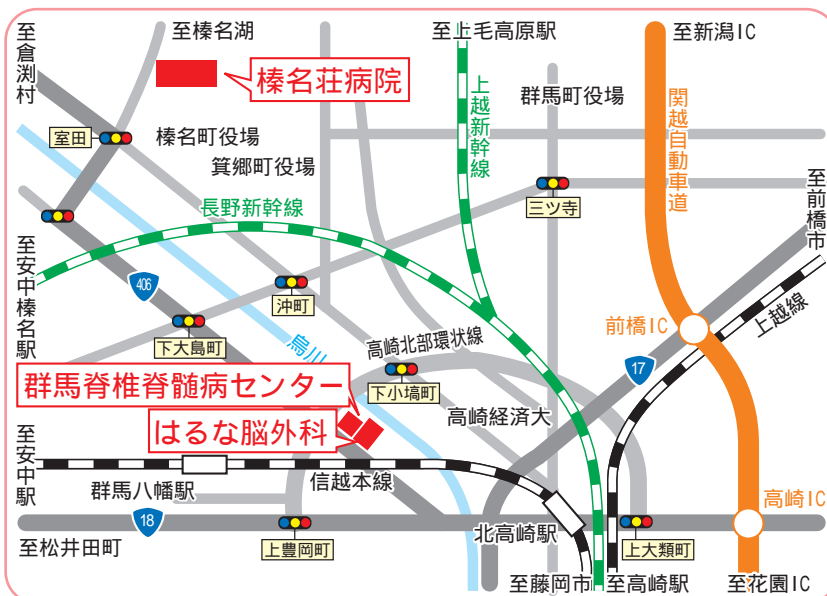 至倉渕村
至榛名湖
至上毛高原駅
至新潟IC
榛名荘病院
上越新幹線
群馬町役場
関越自動車道
室田
榛名町役場
箕郷町役場
至前橋市
三ツ寺
長野新幹線
至安中榛名駅
406
沖町
前橋IC
上越線
下大島町
烏川
高崎北部環状線
17
群馬脊椎脊髄病センター
下小塙町
はるな脳外科
高崎経済大
至安中駅
群馬八幡駅
信越本線
高崎IC
18
上豊岡町
北高崎駅
上大類町
至松井田町
至藤岡市
至高崎駅
至花園IC